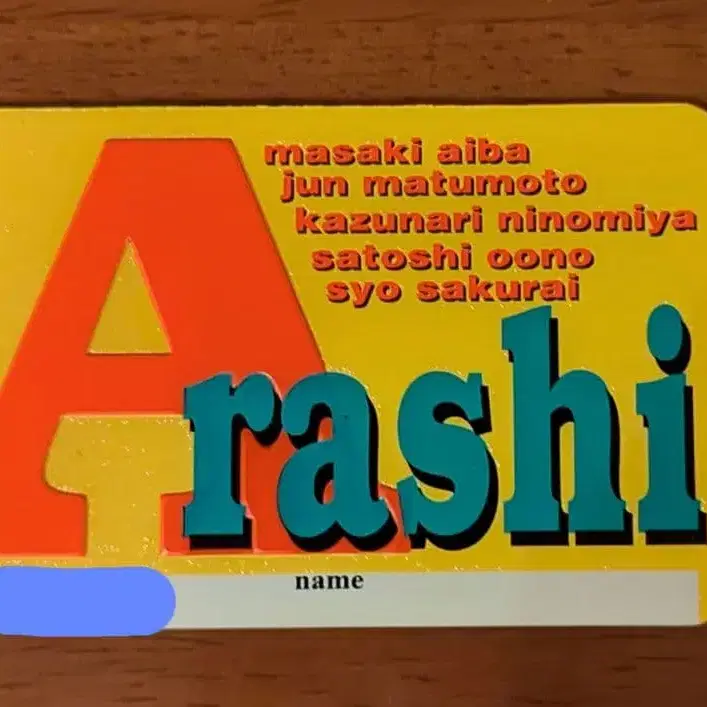 masaki aiba
jun matumoto
kazunari ninomiya
satoshi oono
syo sakurai
Arashi
name